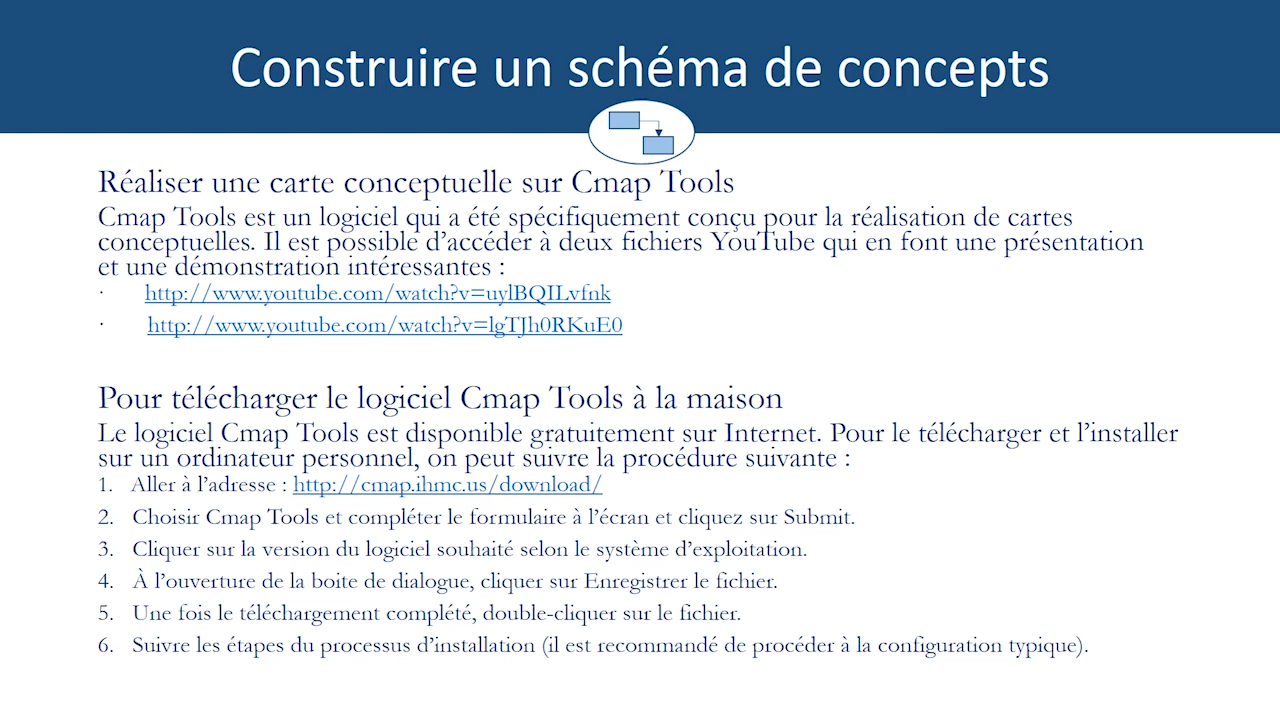 Construire un schéma de concepts
Réaliser une carte conceptuelle sur Cmap Tools
Cmap Tools est un logiciel qui a été spécifiquement conçu pour la réalisation de cartes
conceptuelles. Il est possible d’accéder à deux fichiers YouTube qui en font une présentation
et une démonstration intéressantes :
· http://www.youtube.com/watch?v=uylBQILvfnk
· http://www.youtube.com/watch?v=lgTJh0RKuE0
Pour télécharger le logiciel Cmap Tools à la maison
Le logiciel Cmap Tools est disponible gratuitement sur Internet. Pour le télécharger et l’installer
sur un ordinateur personnel, on peut suivre la procédure suivante :
1. Aller à l’adresse : http://cmap.ihmc.us/download/
2. Choisir Cmap Tools et compléter le formulaire à l’écran et cliquez sur Submit.
3. Cliquer sur la version du logiciel souhaité selon le système d’exploitation.
4. À l’ouverture de la boite de dialogue, cliquer sur Enregistrer le fichier.
5. Une fois le téléchargement complété, double-cliquer sur le fichier.
6. Suivre les étapes du processus d’installation (il est recommandé de procéder à la configuration typique).